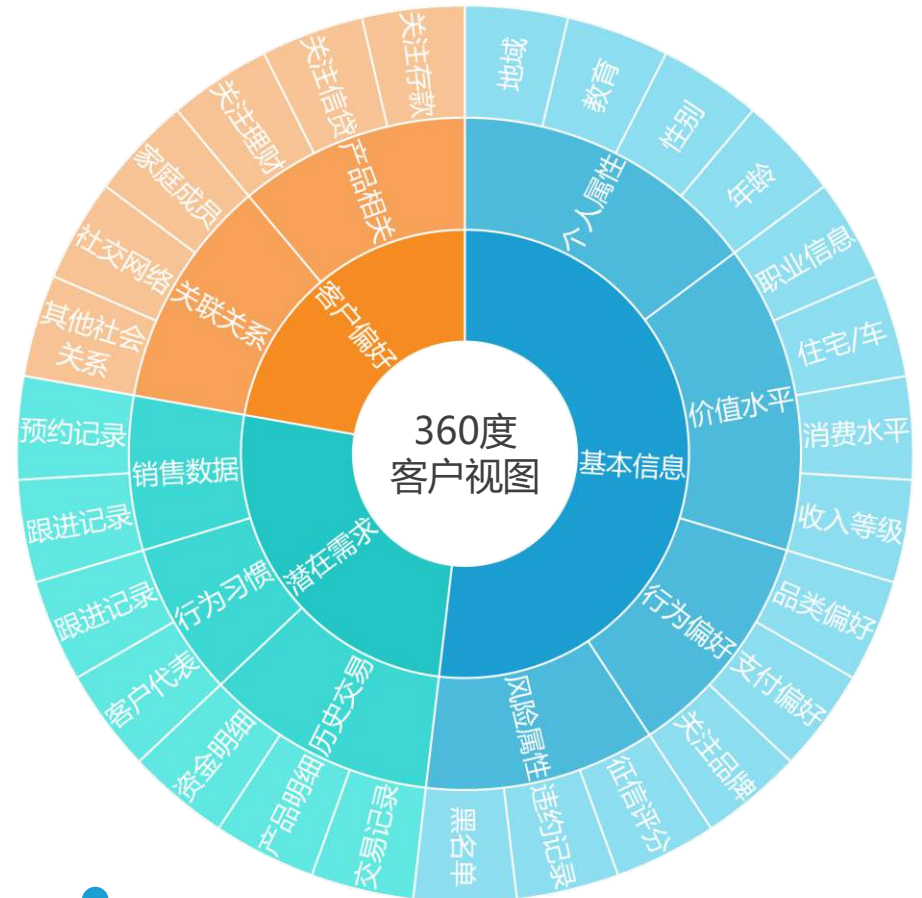 360度
客户视图
基本信息
个人属性
地域
教育
性别
年龄
价值水平
职业信息
住宅/车
消费水平
收入等级
行为偏好
品类偏好
支付偏好
关注品牌
风险属性
征信评分
违约记录
黑名单
潜在需求
历史交易
交易记录
产品明细
资金明细
行为习惯
客户代表
跟进记录
销售数据
跟进记录
预约记录
客户偏好
关联关系
其他社会
关系
社交网络
家庭成员
产品相关
关注理财
关注信贷
关注存款